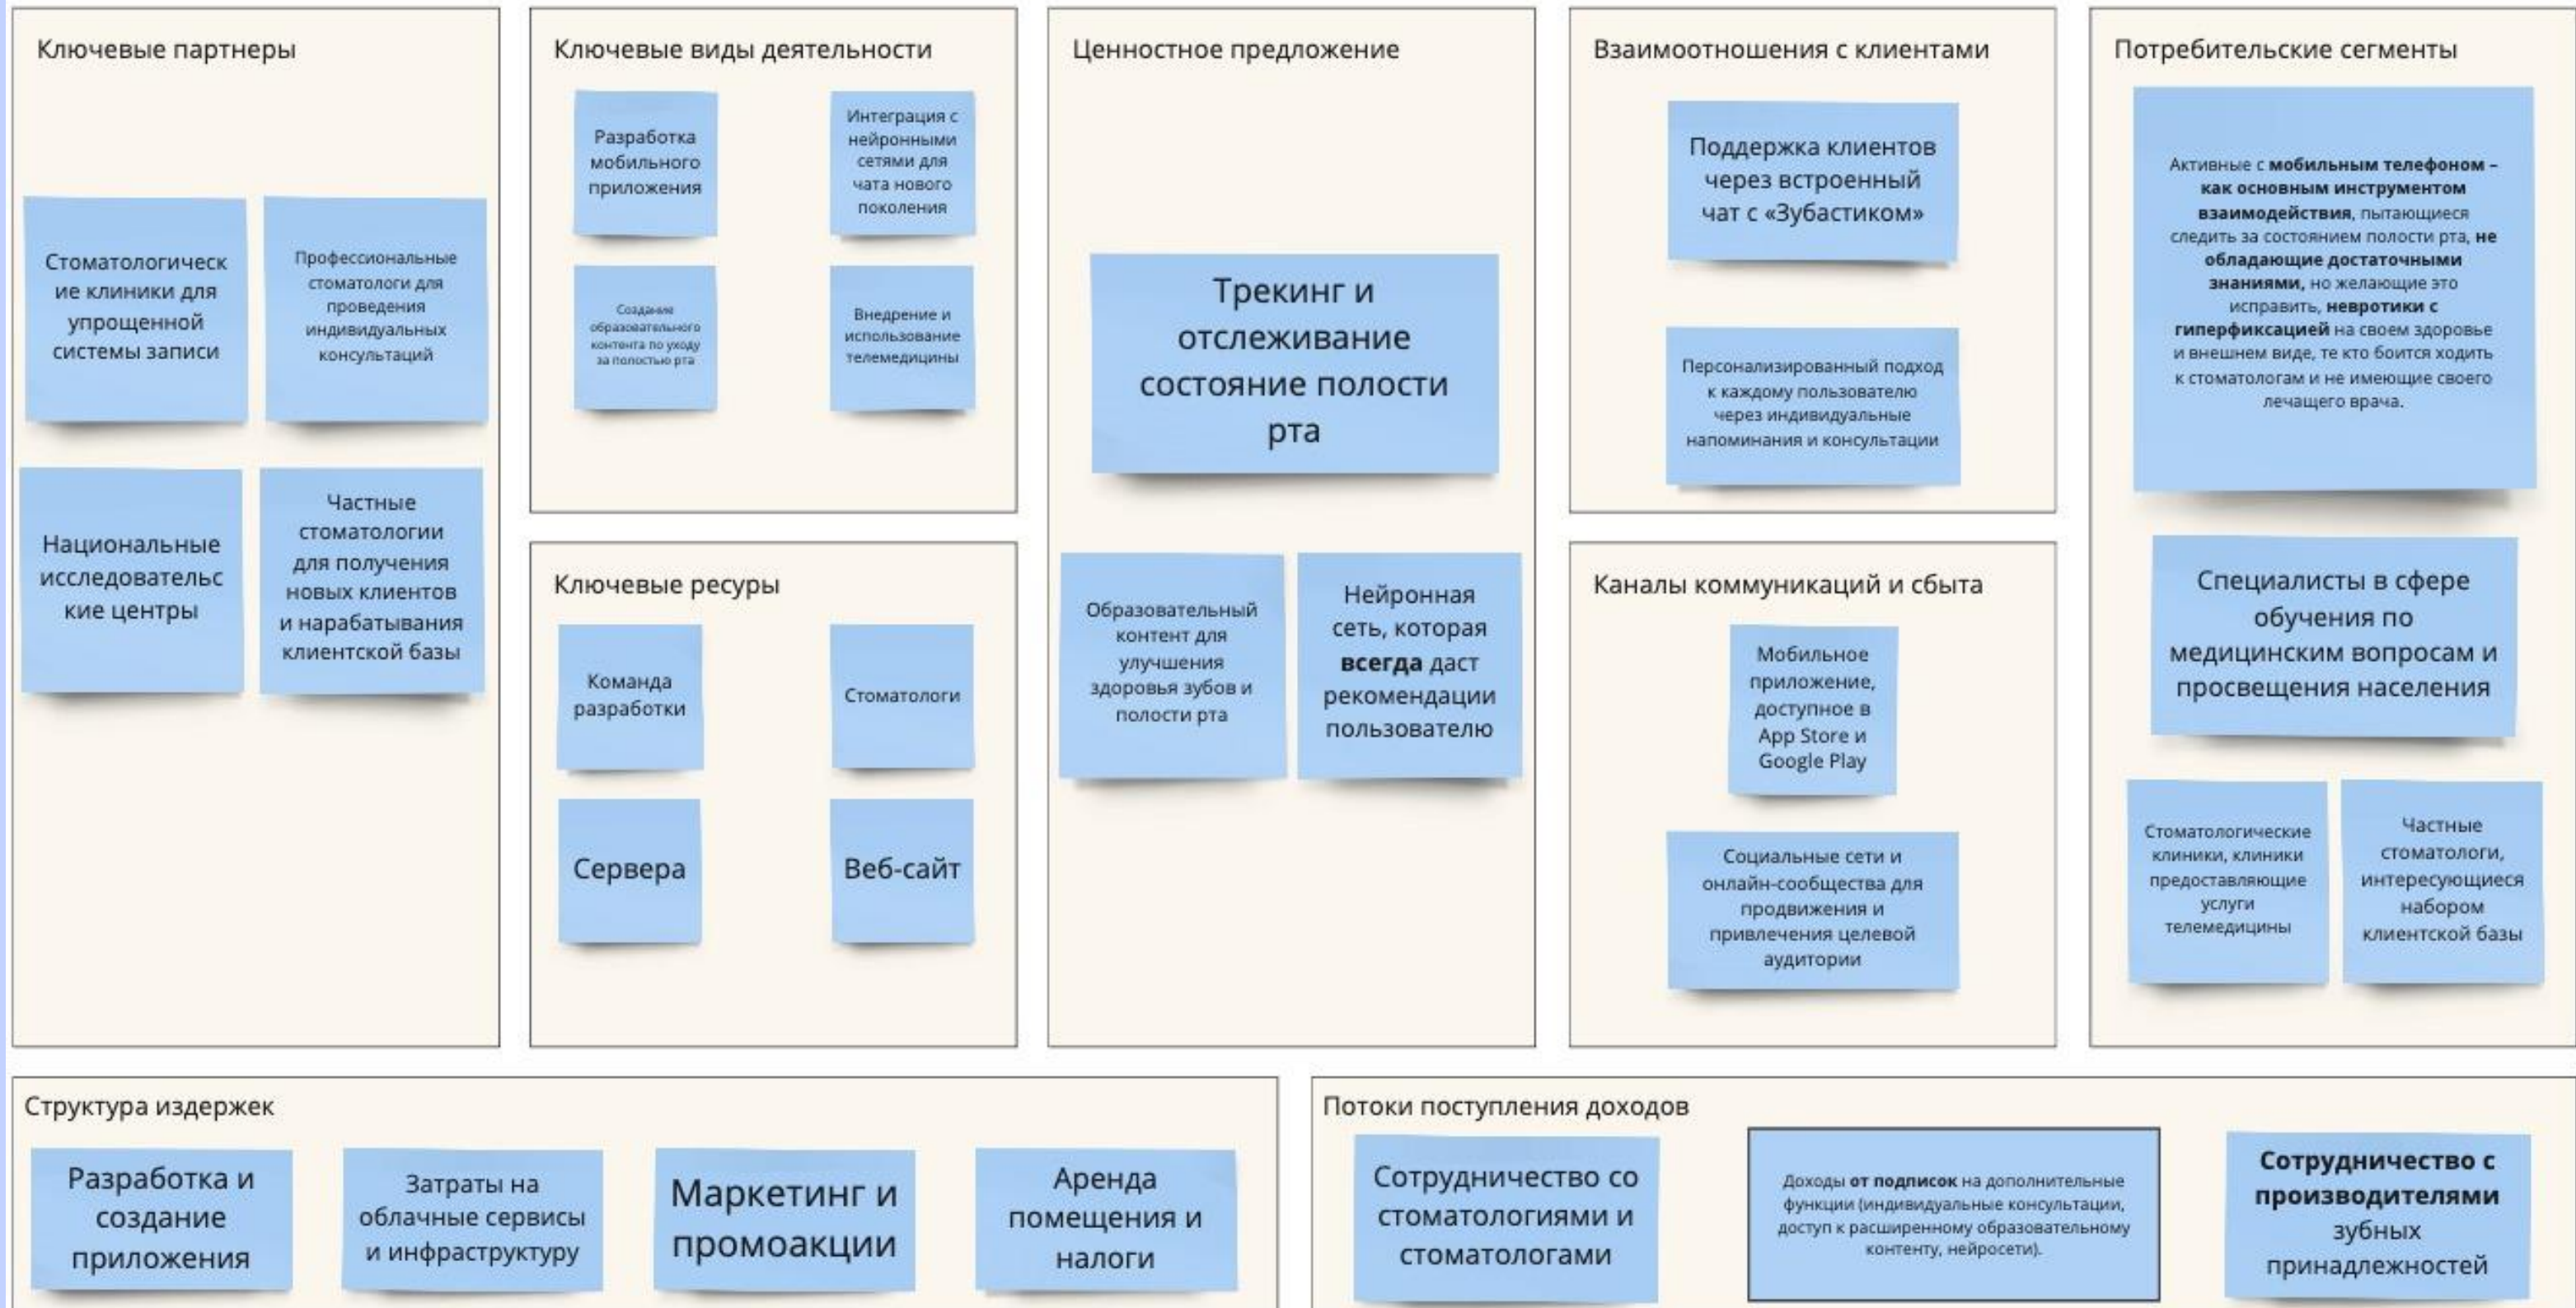 Ключевые партнеры
Стоматологическ
ие клиники для
упрощенной
системы записи
Профессиональные
стоматологи для
проведения
индивидуальных
консультаций
Национальные
исследовательс
кие центры
Частные
стоматологии
для получения
новых клиентов
и нарабатывания
клиентской базы
Ключевые виды деятельности
Разработка
мобильного
приложения
Интеграция с
нейронными
сетями для
чата нового
поколения
Создание
образовательного
контента по уходу
за полостью рта
Внедрение и
использование
телемедицины
Ключевые ресуры
Команда
разработки
Стоматологи
Сервера
Веб-сайт
Ценностное предложение
Трекинг и
отслеживание
состояние полости
рта
Образовательный
контент для
улучшения
здоровья зубов и
полости рта
Нейронная
сеть, которая
всегда даст
рекомендации
пользователю
Взаимоотношения с клиентами
Поддержка клиентов
через встроенный
чат с «Зубастиком»
Персонализированный подход
к каждому пользователю
через индивидуальные
напоминания и консультации
Каналы коммуникаций и сбыта
Мобильное
приложение,
доступное в
App Store и
Google Play
Социальные сети и
онлайн-сообщества для
продвижения и
привлечения целевой
аудитории
Потребительские сегменты
Активные с мобильным телефоном –
как основным инструментом
взаимодействия, пытающиеся
следить за состоянием полости рта, не
обладающие достаточными
знаниями, но желающие это
исправить, невротики с
гиперфиксацией на своем здоровье
и внешнем виде, те кто боится ходить
к стоматологам и не имеющие своего
лечащего врача.
Специалисты в сфере
обучения по
медицинским вопросам и
просвещения населения
Стоматологические
клиники, клиники
предоставляющие
услуги
телемедицины
Частные
стоматологи,
интересующиеся
набором
клиентской базы
Структура издержек
Разработка и
создание
приложения
Затраты на
облачные сервисы
и инфраструктуру
Маркетинг и
промоакции
Аренда
помещения и
налоги
Потоки поступления доходов
Сотрудничество со
стоматологиями и
стоматологами
Доходы от подписок на дополнительные
функции (индивидуальные консультации,
доступ к расширенному образовательному
контенту, нейросети).
Сотрудничество с
производителями
зубных
принадлежностей